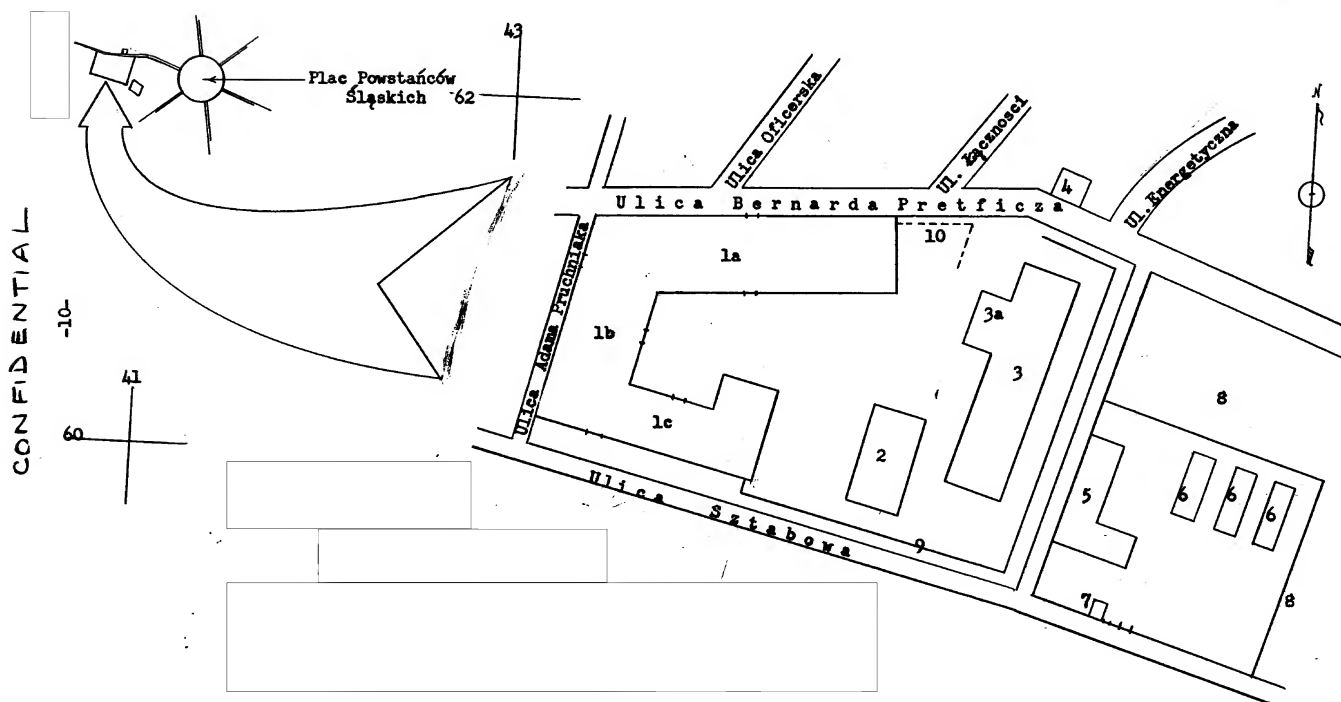 43
Plac Powstańców
Śląskich
62
N
Ulica Oficerska
Ul. Łącznosci
Ul. Energetyczna
4
Ulica Bernarda Pretficza
10
1a
Ulica Adama Pruchniaka
3a
1b
3
CONFIDENTIAL
-10-
41
8
60
1c
2
5
6
6
6
Ulica Sztabowa
9
7
8